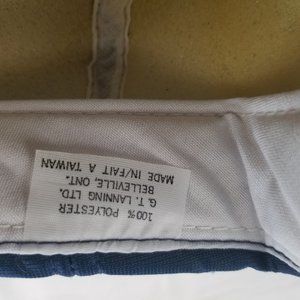 100% POLYESTER
G. T. LANNING LTD.
BELLEVILLE, ONT.
MADE IN/FAIT A TAIWAN